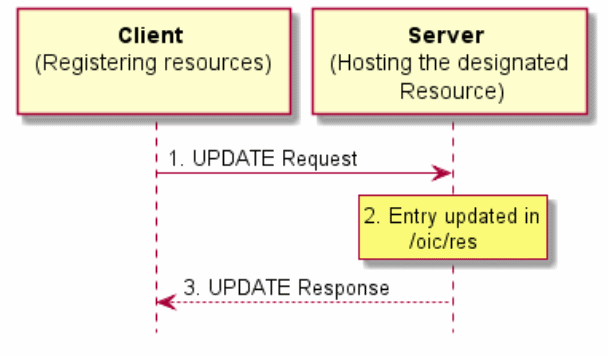 Client
(Registering resources)
Server
(Hosting the designated
Resource)
1. UPDATE Request
2. Entry updated in
/oic/res
3. UPDATE Response